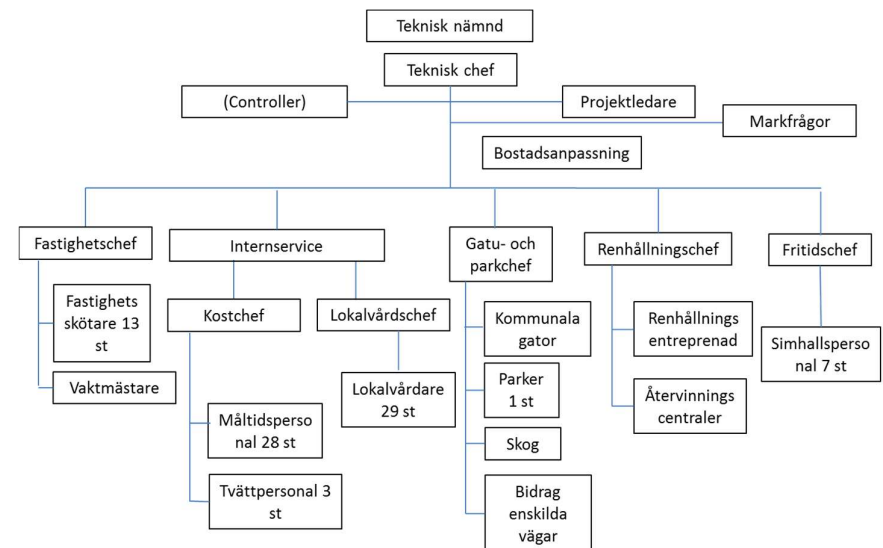 Teknisk nämnd
Teknisk chef
(Controller)
Projektledare
Markfrågor
Bostadsanpassning
Fastighetschef
Internservice
Gatu- och
parkchef
Renhållningschef
Fritidschef
Fastighets
skötare 13
st
Vaktmästare
Kostchef
Lokalvårdschef
Måltidsperso
nal 28 st
Tvättpersonal 3
st
Lokalvårdare
29 st
Kommunala
gator
Parker
1 st
Skog
Bidrag
enskilda
vägar
Renhållnings
entreprenad
Återvinnings
centraler
Simhallsperso
nal 7 st